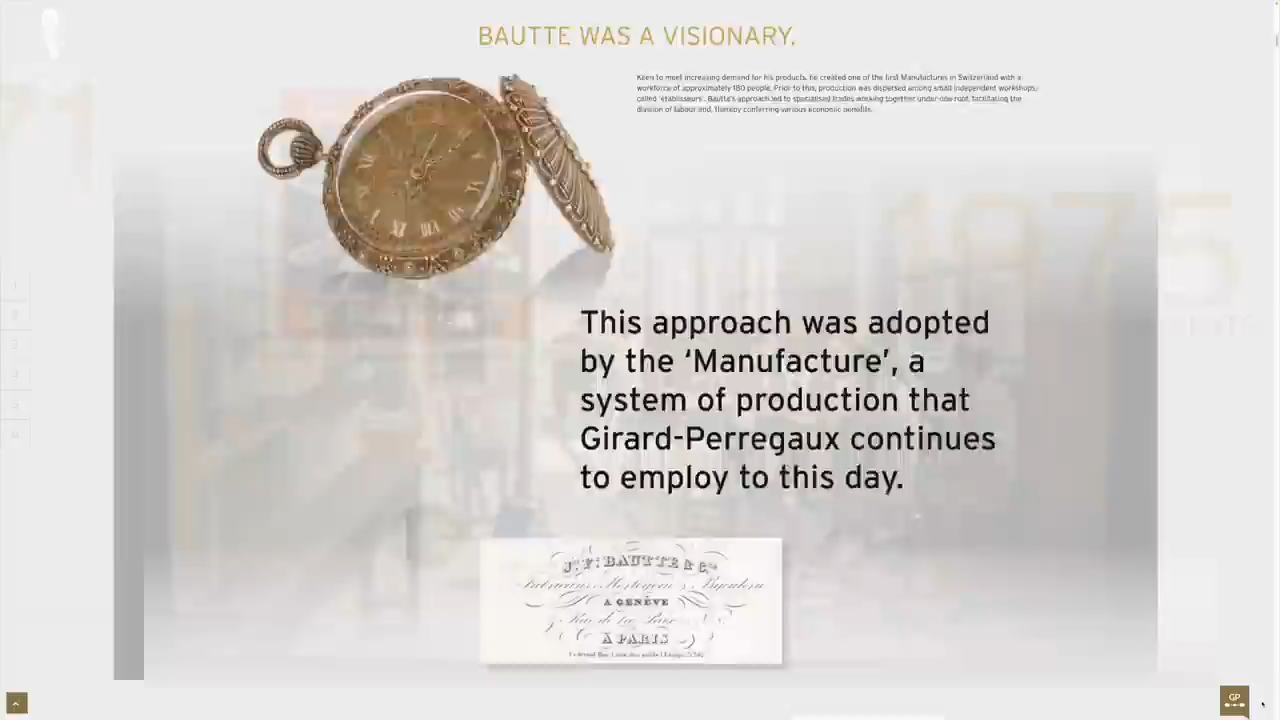 BAUTTE WAS A VISIONARY.
Keen to meet increasing demand for his products, he created one of the first Manufactures in Switzerland with a
workforce of approximately 180 people. Prior to this, production was dispersed among small independent workshops,
called 'établisseurs'. Bautte's approach led to specialised trades working together under one roof, facilitating the
division of labour and, thereby conferring various economic benefits.
1975
This approach was adopted
by the ‘Manufacture’, a
system of production that
Girard-Perregaux continues
to employ to this day.
J. F. BAUTTE & C.
A GENÈVE
À PARIS
GP